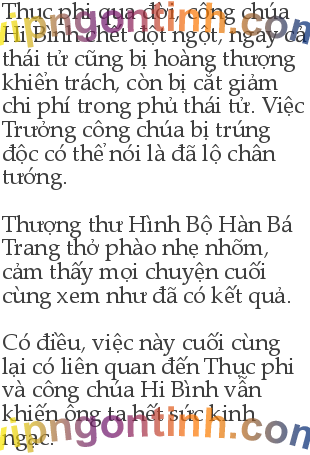 Thục phi qua đời, công chúa
Hi Bình chết đột ngột, ngay cả
thái tử cũng bị hoàng thượng
khiển trách, còn bị cắt giảm
chi phí trong phủ thái tử. Việc
Trưởng công chúa bị trúng
độc có thể nói là đã lộ chân
tướng.
Thượng thư Hình Bộ Hàn Bá
Trang thở phào nhẹ nhõm,
cảm thấy mọi chuyện cuối
cùng xem như đã có kết quả.
Có điều, việc này cuối cùng
lại có liên quan đến Thục phi
và công chúa Hi Bình vẫn
khiến ông ta hết sức kinh
ngạc.
vipngontinh.com
vipngontinh.com